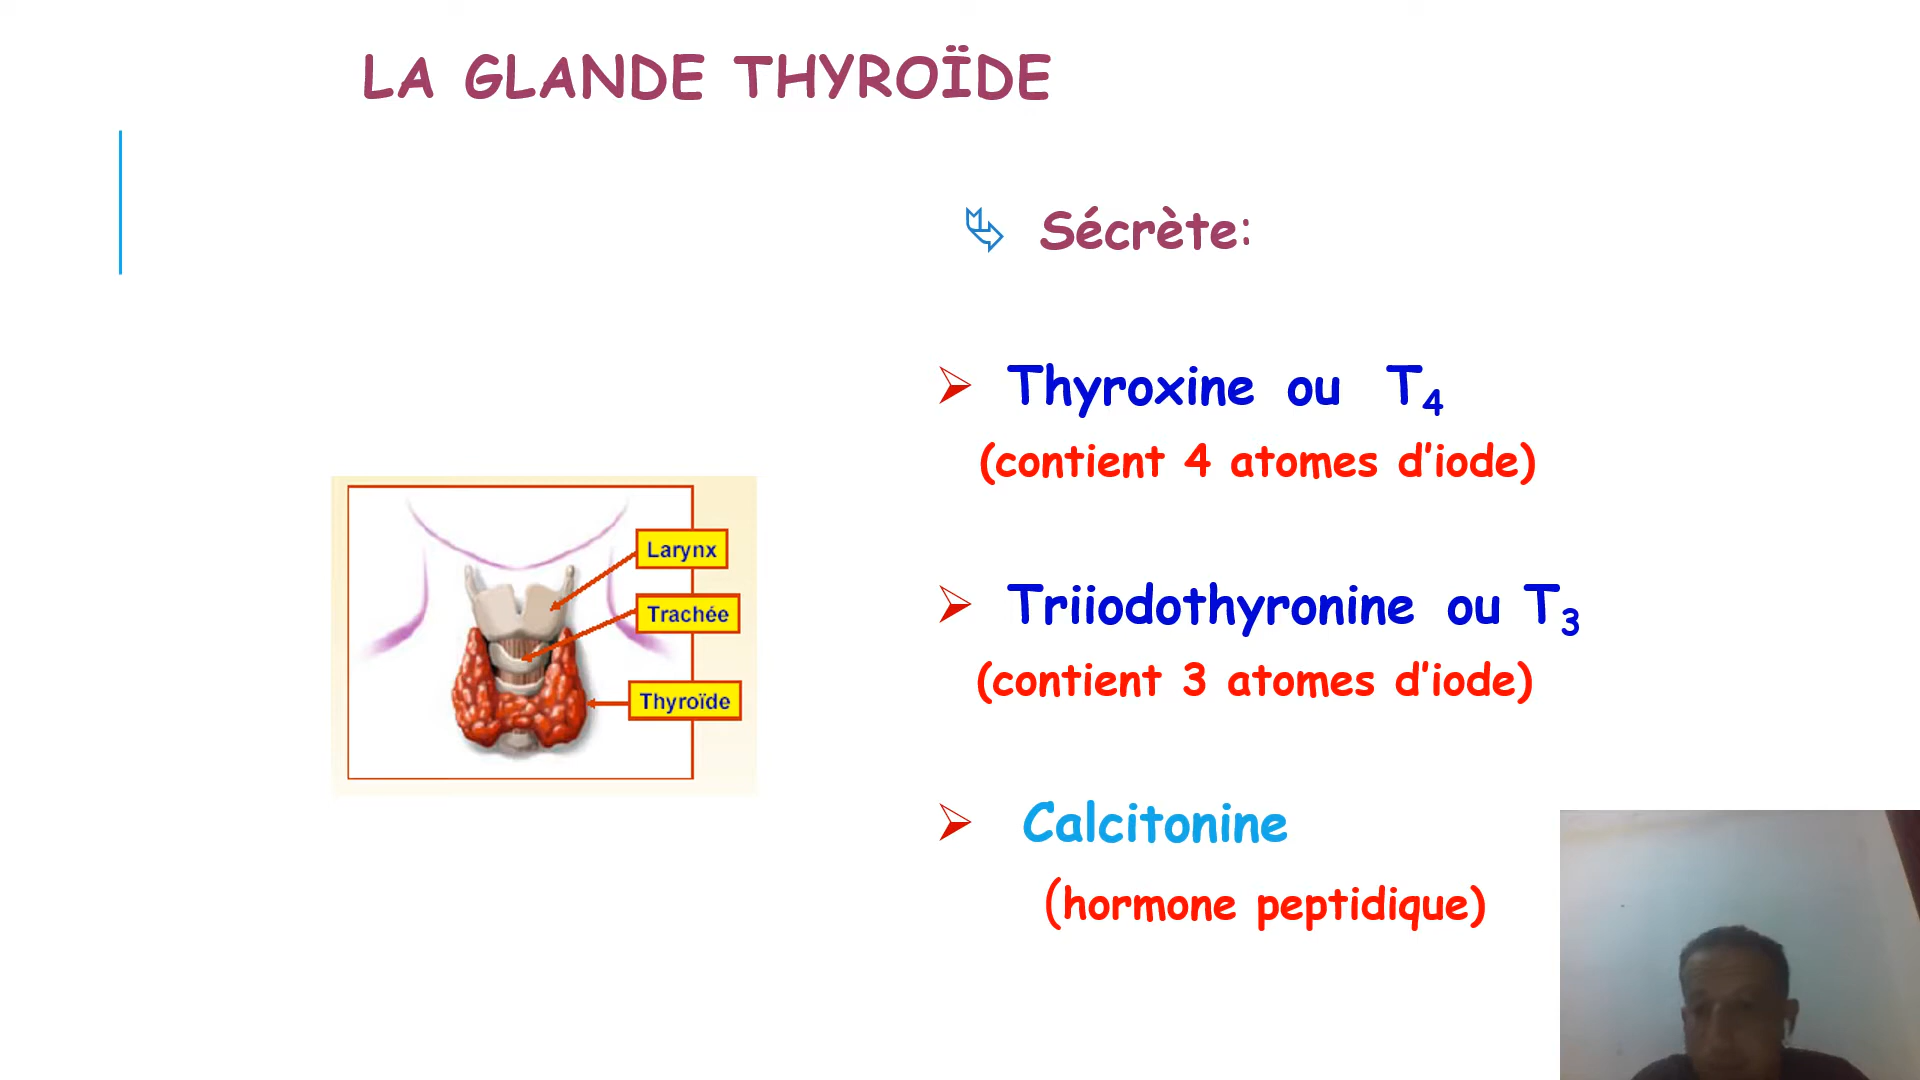 LA GLANDE THYROÏDE
Sécrète:
Thyroxine ou T₄
(contient 4 atomes d’iode)
Triiodothyronine ou T₃
(contient 3 atomes d’iode)
Calcitonine
(hormone peptidique)
Larynx
Trachée
Thyroïde